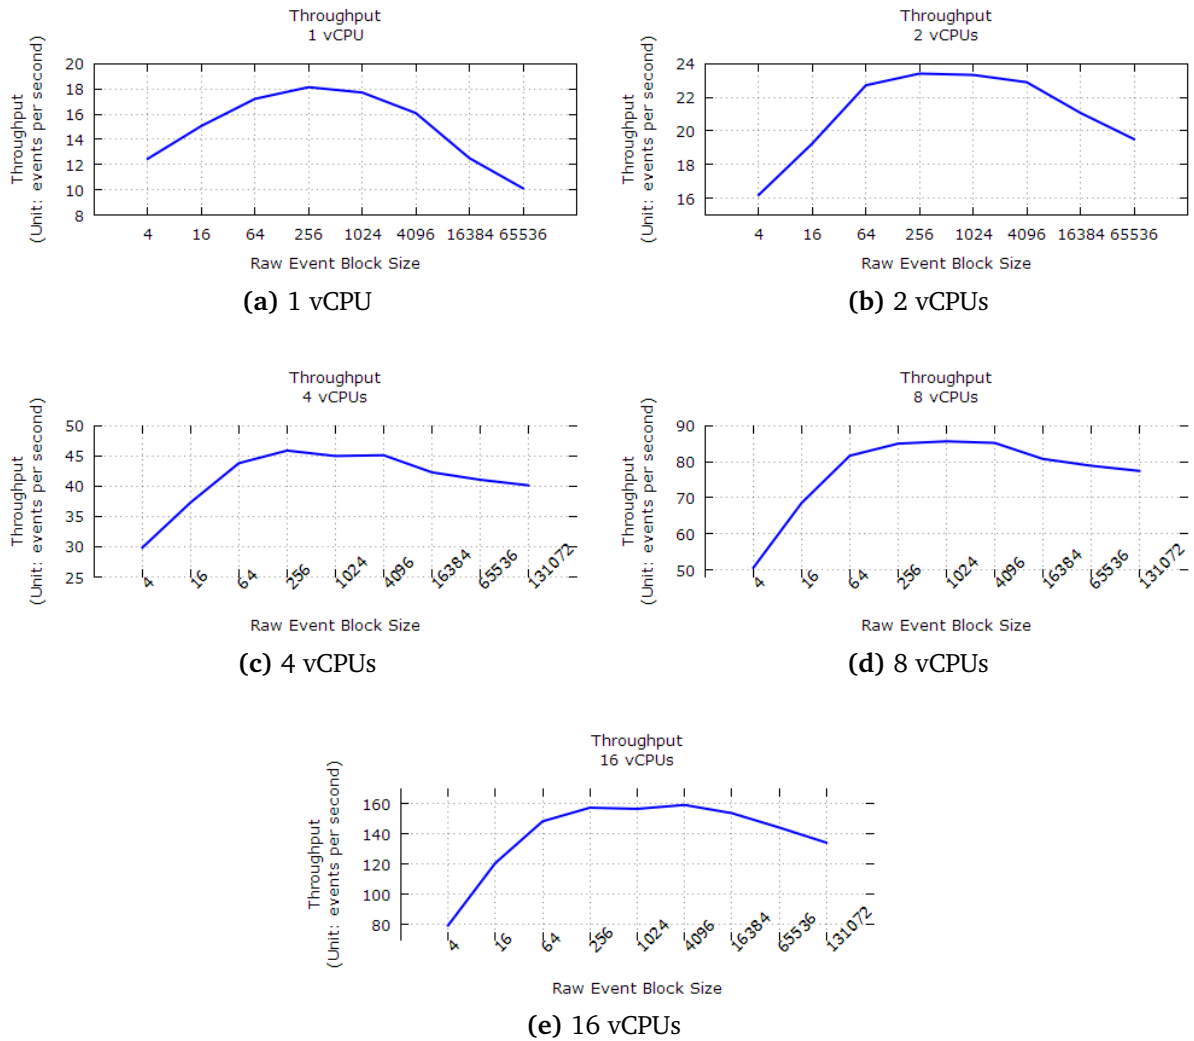 Throughput
1 vCPU
Throughput
(Unit: events per second)
20
18
16
14
12
10
8
4 16 64 256 1024 4096 16384 65536
Raw Event Block Size
(a) 1 vCPU
Throughput
2 vCPUs
Throughput
(Unit: events per second)
24
22
20
18
16
4 16 64 256 1024 4096 16384 65536
Raw Event Block Size
(b) 2 vCPUs
Throughput
4 vCPUs
Throughput
(Unit: events per second)
50
45
40
35
30
25
4 16 64 256 1024 4096 16384 65536 131072
Raw Event Block Size
(c) 4 vCPUs
Throughput
8 vCPUs
Throughput
(Unit: events per second)
90
80
70
60
50
4 16 64 256 1024 4096 16384 65536 131072
Raw Event Block Size
(d) 8 vCPUs
Throughput
16 vCPUs
Throughput
(Unit: events per second)
160
140
120
100
80
4 16 64 256 1024 4096 16384 65536 131072
Raw Event Block Size
(e) 16 vCPUs